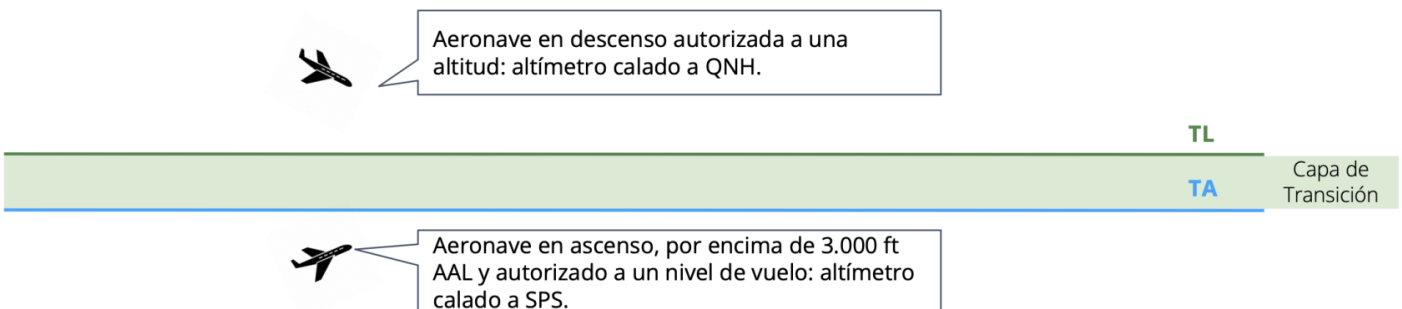 Aeronave en descenso autorizada a una
altitud: altímetro calado a QNH.
TL
Capa de
Transición
TA
Aeronave en ascenso, por encima de 3.000 ft
AAL y autorizado a un nivel de vuelo: altímetro
calado a SPS.